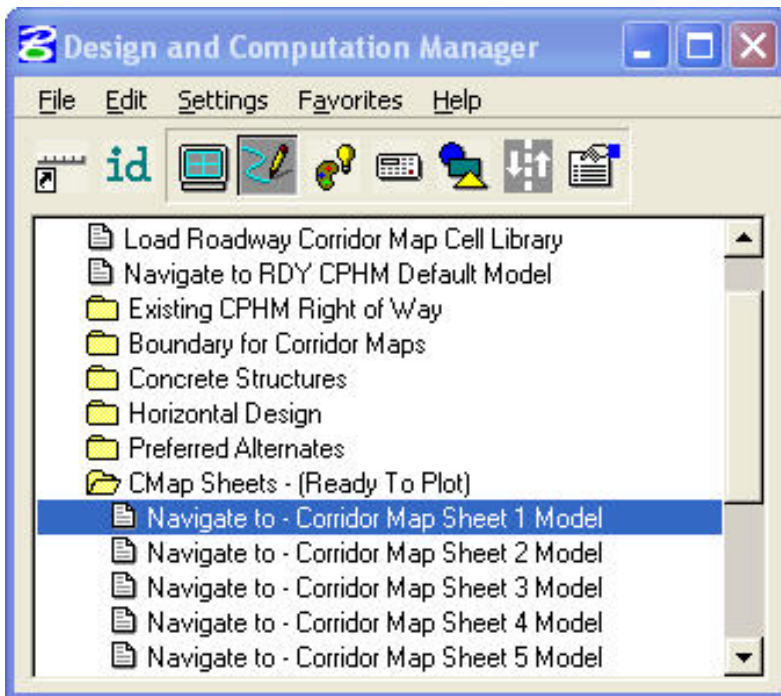 Design and Computation Manager
File Edit Settings Favorites Help
id
Load Roadway Corridor Map Cell Library
Navigate to RDY CPHM Default Model
Existing CPHM Right of Way
Boundary for Corridor Maps
Concrete Structures
Horizontal Design
Preferred Alternates
CMap Sheets - (Ready To Plot)
Navigate to - Corridor Map Sheet 1 Model
Navigate to - Corridor Map Sheet 2 Model
Navigate to - Corridor Map Sheet 3 Model
Navigate to - Corridor Map Sheet 4 Model
Navigate to - Corridor Map Sheet 5 Model